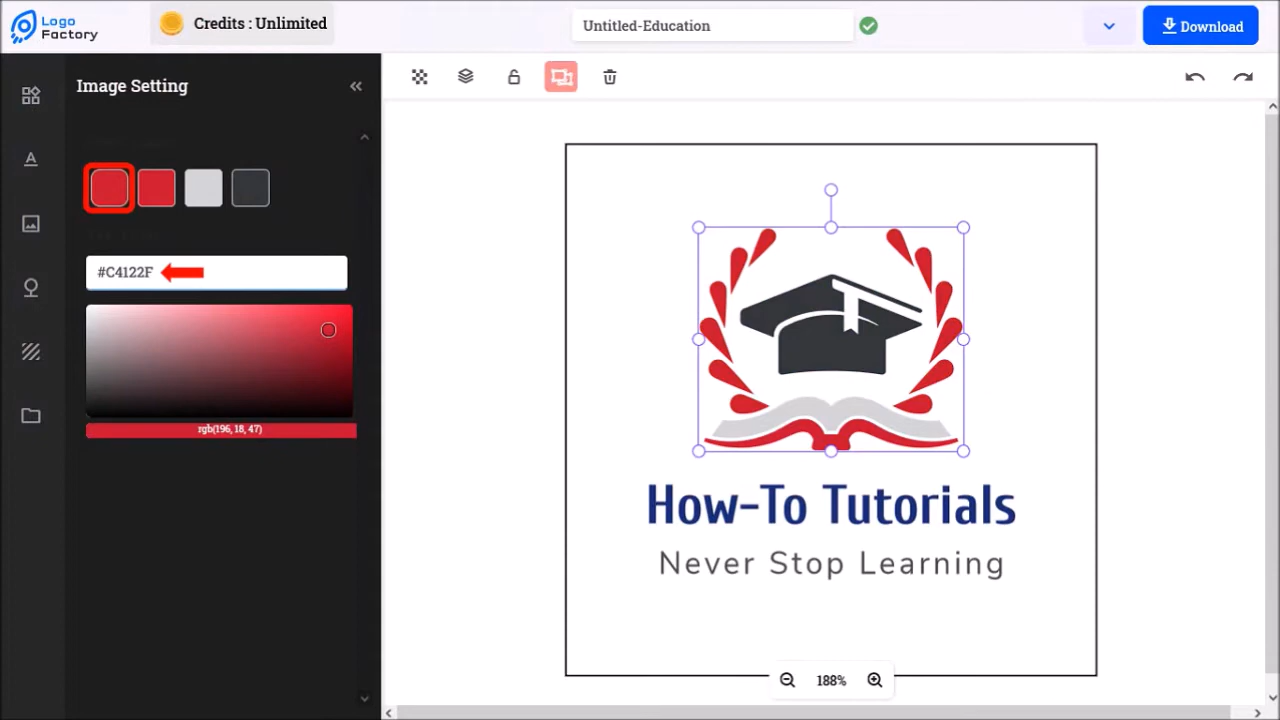 Logo
Factory
Credits : Unlimited
Untitled-Education
Download
Image Setting
#C4122F
rgb(196, 18, 47)
How-To Tutorials
Never Stop Learning
188%